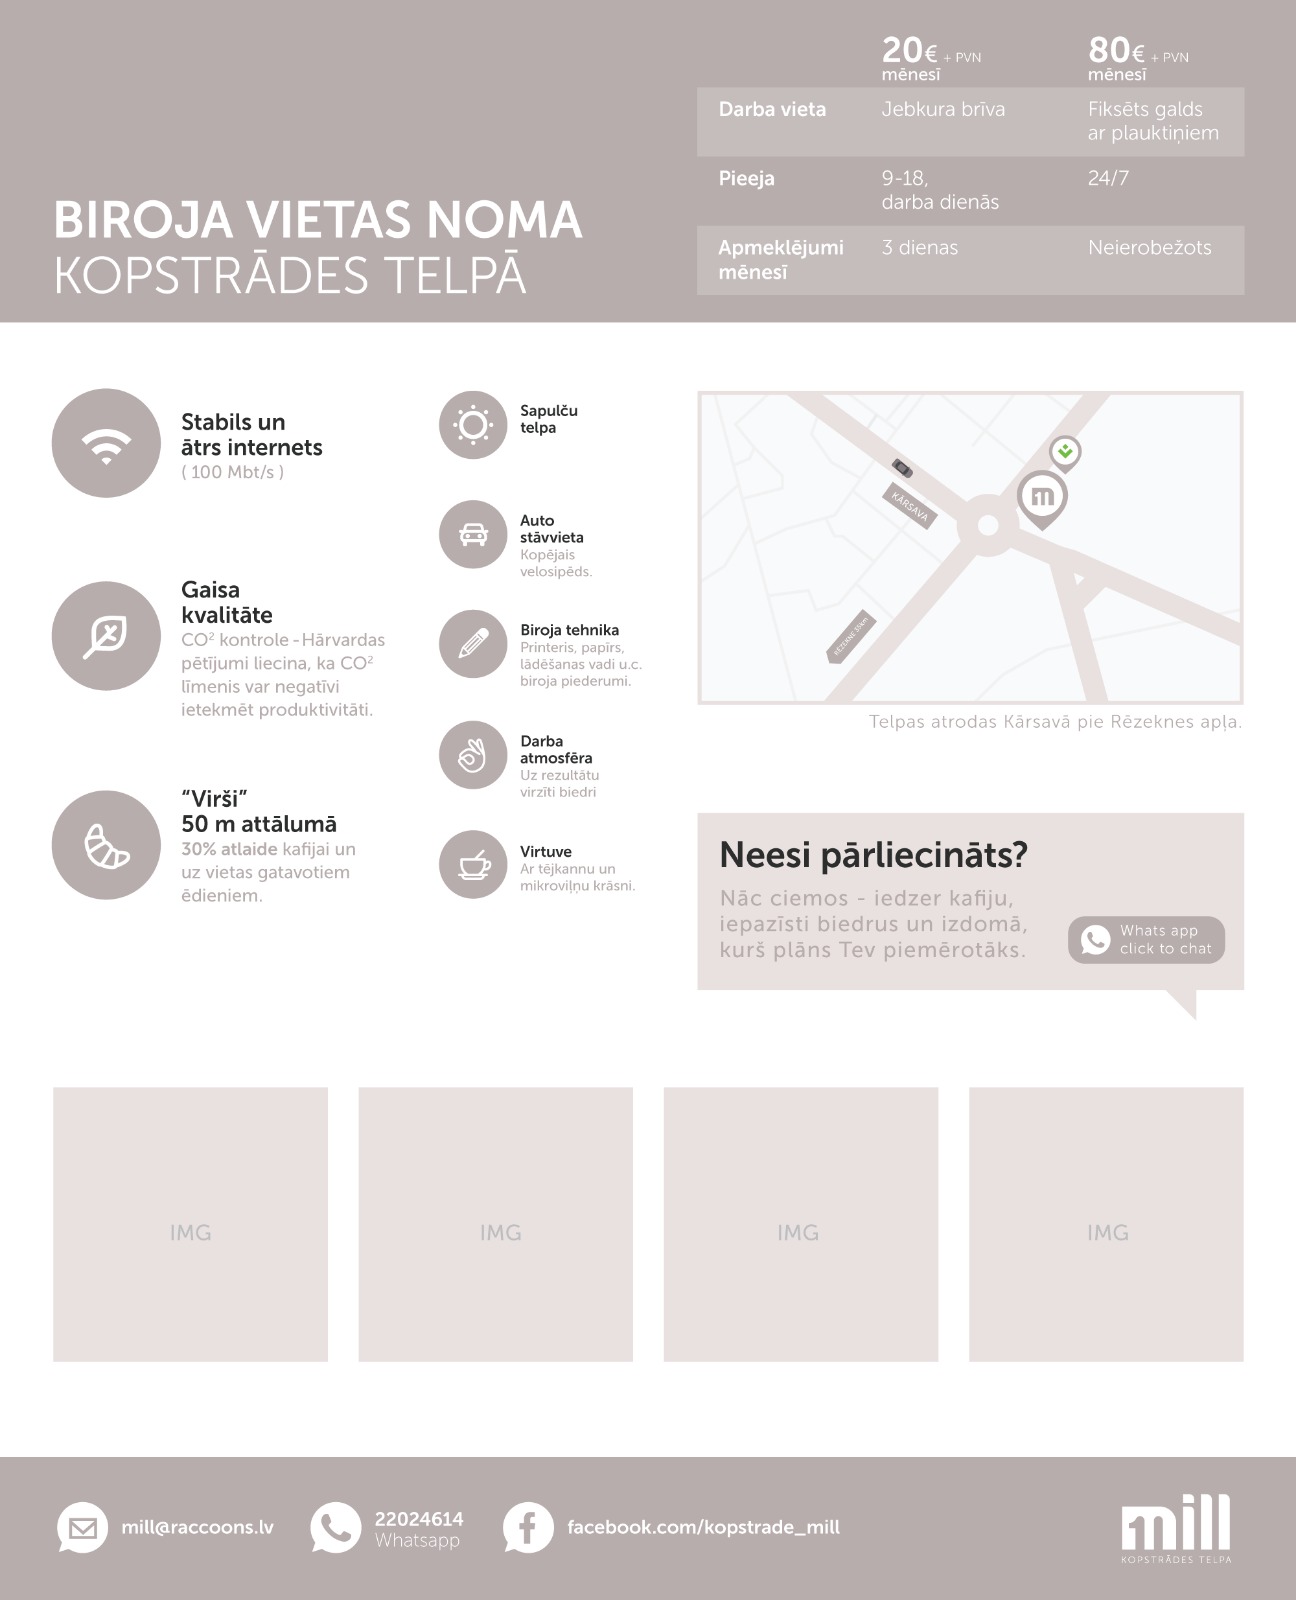 BIROJA VIETAS NOMA
KOPSTRĀDES TELPĀ
20€ + PVN
mēnesī
80€ + PVN
mēnesī
Darba vieta
Jebkura brīva
Fiksēts galds
ar plauktiņiem
Pieeja
9-18,
darba dienās
24/7
Apmeklējumi
mēnesī
3 dienas
Neierobežots
Stabils un
ātrs internets
( 100 Mbt/s )
Gaisa
kvalitāte
CO² kontrole - Hārvardas
pētījumi liecina, ka CO²
līmenis var negatīvi
ietekmēt produktivitāti.
“Virši”
50 m attālumā
30% atlaide kafijai un
uz vietas gatavotiem
ēdieniem.
Sapulču
telpa
Auto
stāvvieta
Kopējais
velosipēds.
Biroja tehnika
Printeris, papīrs,
lādēšanas vadi u.c.
biroja piederumi.
Darba
atmosfēra
Uz rezultātu
virzīti biedri
Virtuve
Ar tējkannu un
mikroviļņu krāsni.
KĀRSAVA
RĒZEKNE 35km
Telpas atrodas Kārsavā pie Rēzeknes apļa.
Neesi pārliecināts?
Nāc ciemos - iedzer kafiju,
iepazīsti biedrus un izdomā,
kurš plāns Tev piemērotāks.
Whats app
click to chat
IMG
IMG
IMG
IMG
mill@raccoons.lv
22024614
Whatsapp
facebook.com/kopstrade_mill
mill
KOPSTRĀDES TELPA